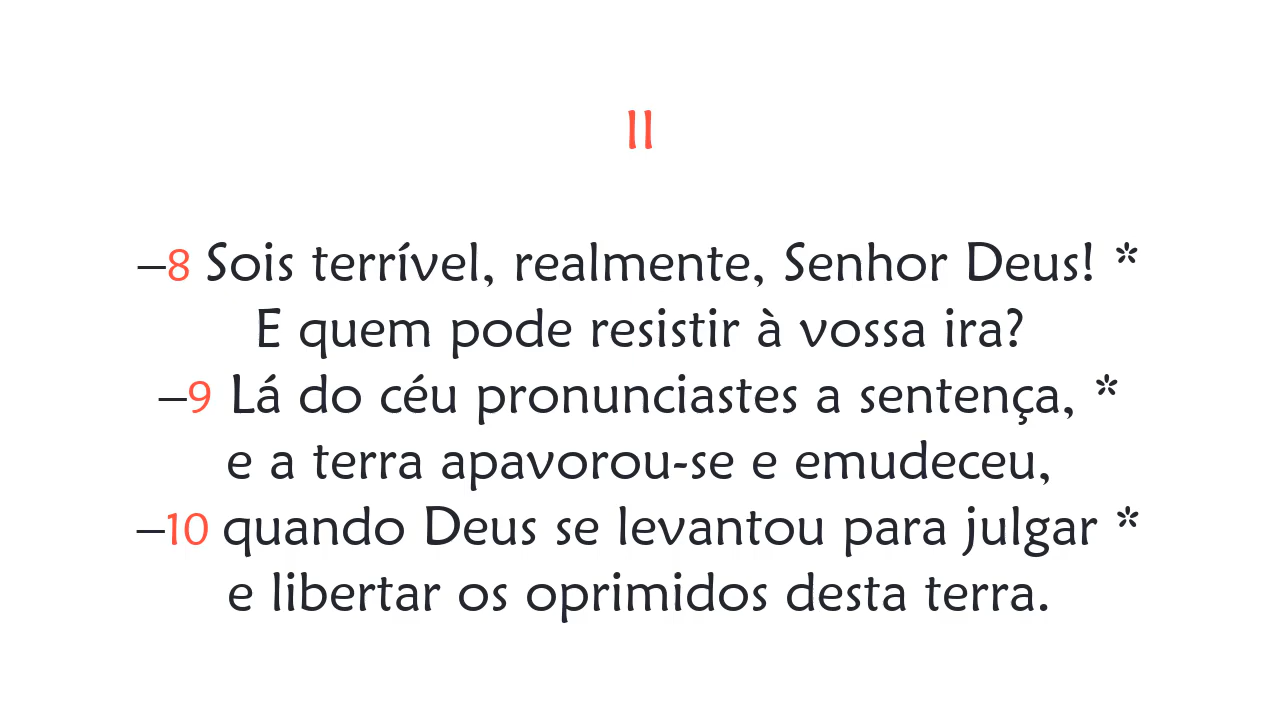 II
–8 Sois terrível, realmente, Senhor Deus! *
E quem pode resistir à vossa ira?
–9 Lá do céu pronunciastes a sentença, *
e a terra apavorou-se e emudeceu,
–10 quando Deus se levantou para julgar *
e libertar os oprimidos desta terra.